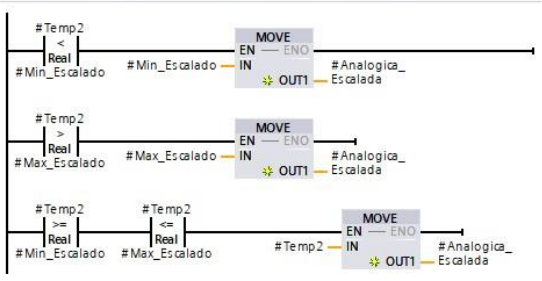 #Temp2
<
Real
#Min_Escalado
MOVE
EN — ENO
#Min_Escalado IN
#Analogica_
OUT1 Escalada
#Temp2
>
Real
#Max_Escalado
MOVE
EN — ENO
#Max_Escalado IN
#Analogica_
OUT1 Escalada
#Temp2
>=
Real
#Min_Escalado
#Temp2
<=
Real
#Max_Escalado
MOVE
EN — ENO
#Temp2 IN
#Analogica_
OUT1 Escalada